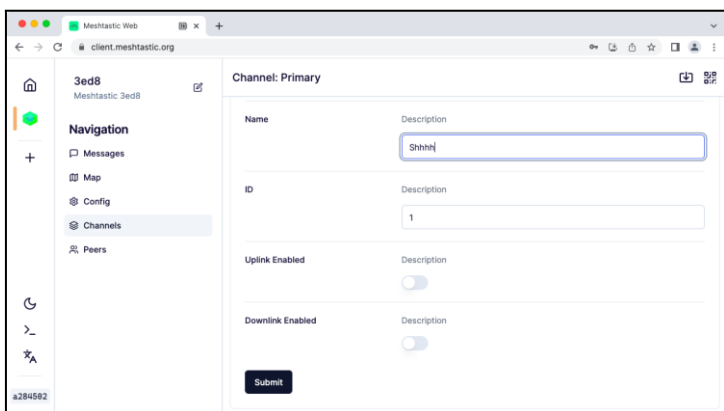 Meshtastic Web
client.meshtastic.org
3ed8
Meshtastic 3ed8
Navigation
Messages
Map
Config
Channels
Peers
a284502
Channel: Primary
Name
Description
Shhhh
ID
Description
1
Uplink Enabled
Description
Downlink Enabled
Description
Submit